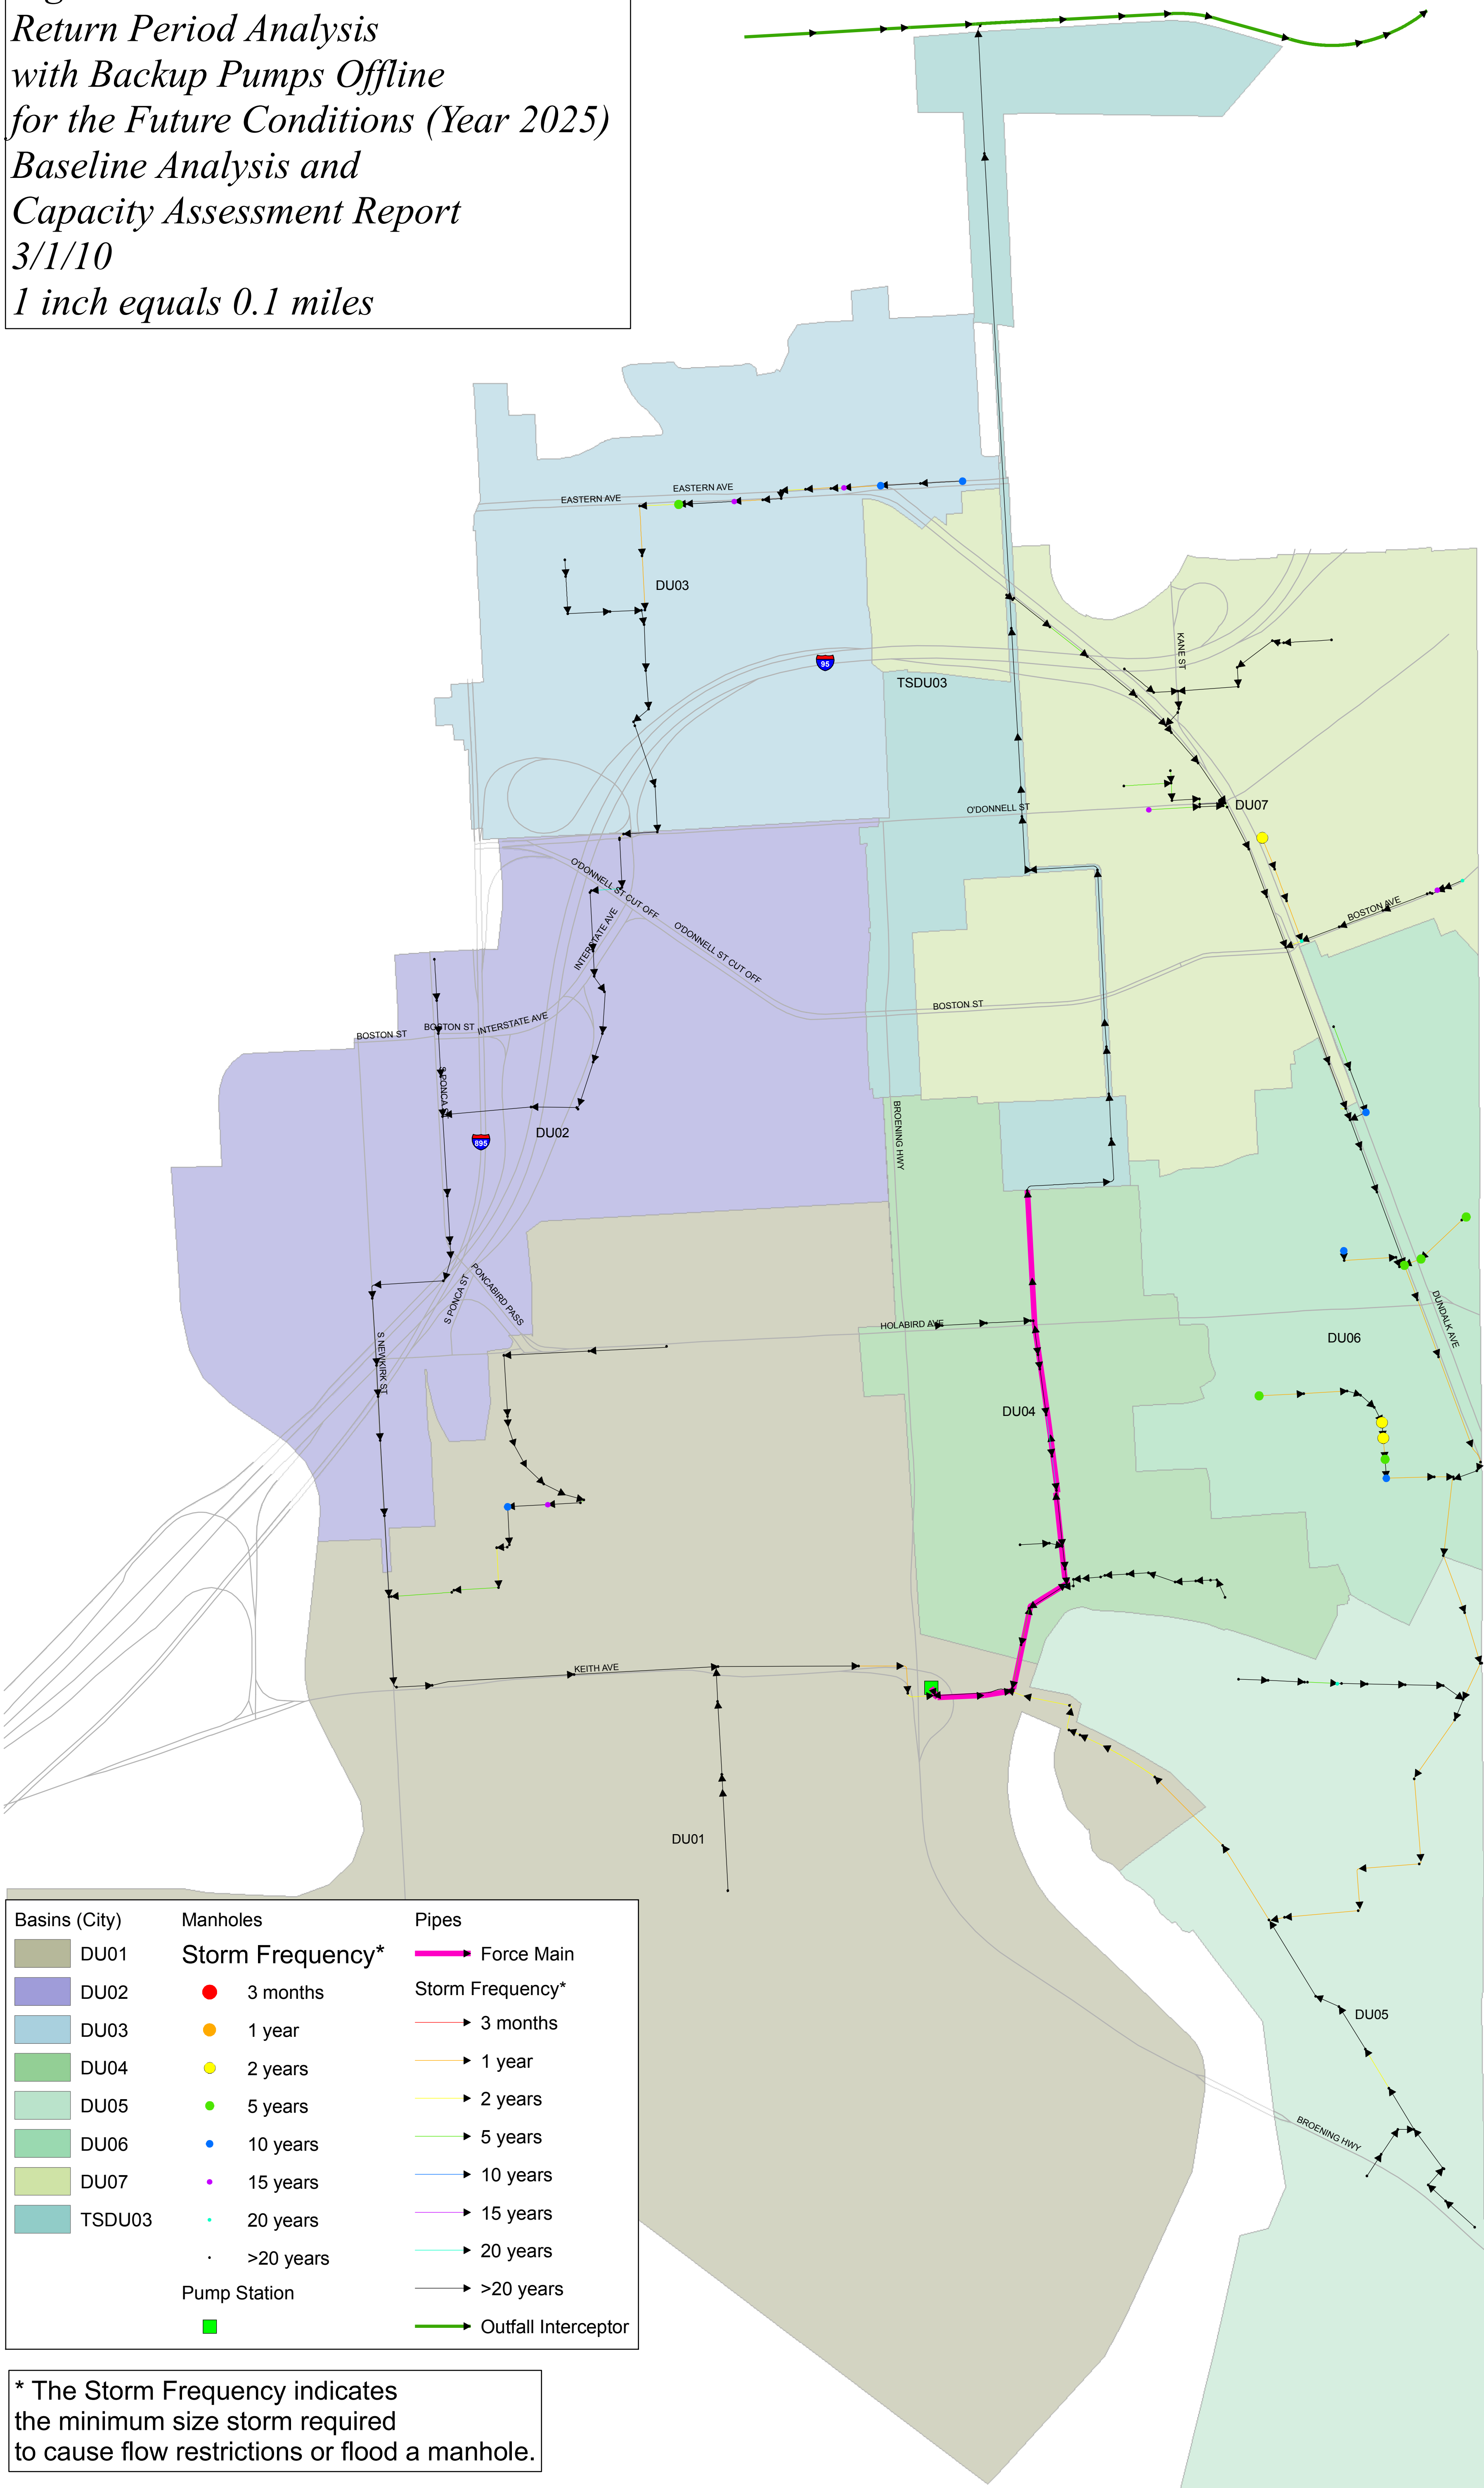 Return Period Analysis
with Backup Pumps Offline
for the Future Conditions (Year 2025)
Baseline Analysis and
Capacity Assessment Report
3/1/10
1 inch equals 0.1 miles
EASTERN AVE
EASTERN AVE
DU03
KANE ST
95
TSDU03
O'DONNELL ST
DU07
O'DONNELL ST CUT OFF
INTERSTATE AVE
O'DONNELL ST CUT OFF
BOSTON AVE
BOSTON ST
BOSTON ST
BOSTON ST
INTERSTATE AVE
S PONCA ST
BROENING HWY
895
DU02
PONCABIRD PASS
S PONCA ST
S NEWKIRK ST
HOLABIRD AVE
DUNDALK AVE
DU06
DU04
KEITH AVE
DU01
DU05
BROENING HWY
Basins (City)
DU01
DU02
DU03
DU04
DU05
DU06
DU07
TSDU03
Manholes
Storm Frequency*
3 months
1 year
2 years
5 years
10 years
15 years
20 years
>20 years
Pump Station
Pipes
Force Main
Storm Frequency*
3 months
1 year
2 years
5 years
10 years
15 years
20 years
>20 years
Outfall Interceptor
* The Storm Frequency indicates
the minimum size storm required
to cause flow restrictions or flood a manhole.